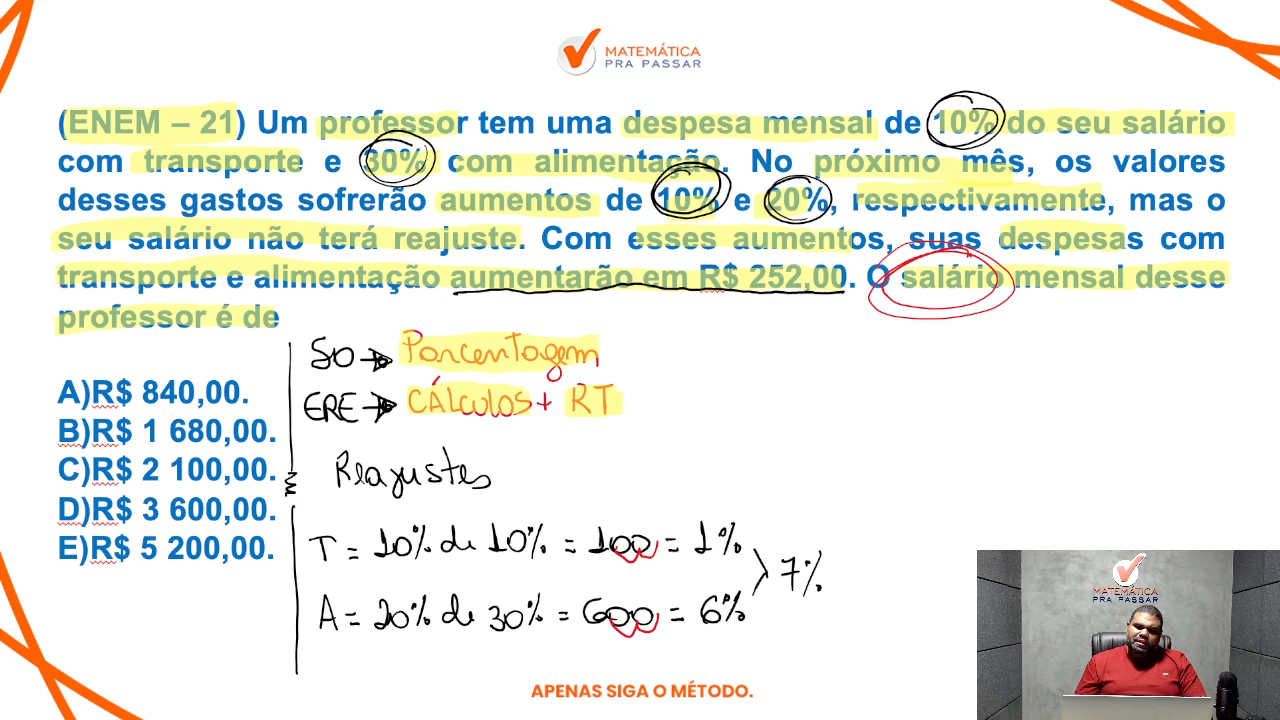 MATEMÁTICA
PRA PASSAR
(ENEM – 21) Um professor tem uma despesa mensal de 10% do seu salário
com transporte e 30% com alimentação. No próximo mês, os valores
desses gastos sofrerão aumentos de 10% e 20%, respectivamente, mas o
seu salário não terá reajuste. Com esses aumentos, suas despesas com
transporte e alimentação aumentarão em R$ 252,00. O salário mensal desse
professor é de
A)R$ 840,00.
B)R$ 1 680,00.
C)R$ 2 100,00.
D)R$ 3 600,00.
E)R$ 5 200,00.
SO → Porcentagem
ERE → CÁLCULOS + RT
Reajustes
T = 10% de 10% = 100 = 1%
A = 20% de 30% = 600 = 6%
7%
MATEMÁTICA
PRA PASSAR
APENAS SIGA O MÉTODO.